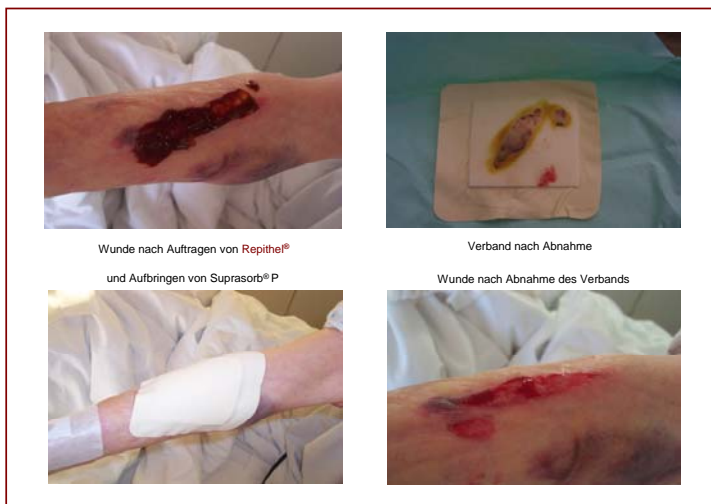 Wunde nach Auftragen von Repithel®
und Aufbringen von Suprasorb® P
Verband nach Abnahme
Wunde nach Abnahme des Verbands